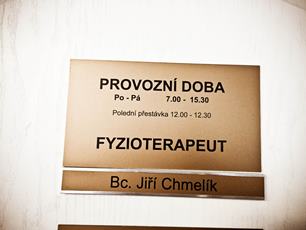 PROVOZNÍ DOBA
Po - Pá 7.00 - 15.30
Polední přestávka 12.00 - 12.30
FYZIOTERAPEUT
Bc. Jiří Chmelík